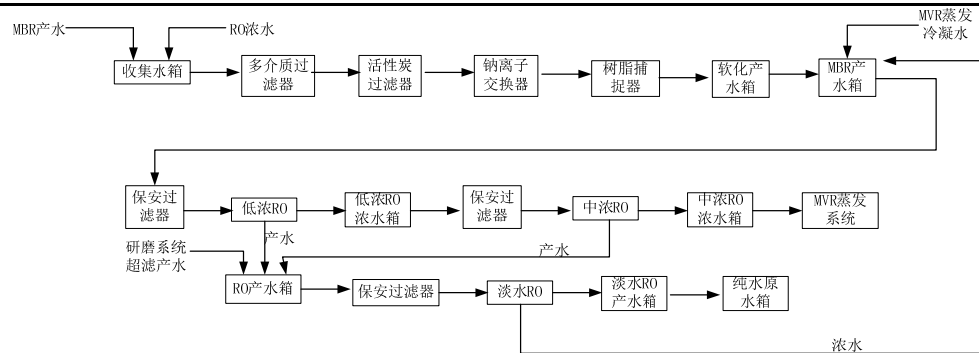 MBR产水
RO浓水
MVR蒸发
冷凝水
收集水箱
多介质过
滤器
活性炭
过滤器
钠离子
交换器
树脂捕
捉器
软化产
水箱
MBR产
水箱
保安过
滤器
低浓RO
低浓RO
浓水箱
保安过
滤器
中浓RO
中浓RO
浓水箱
MVR蒸发
系统
产水
产水
研磨系统
超滤产水
RO产水箱
保安过滤器
淡水RO
淡水RO
产水箱
纯水原
水箱
浓水